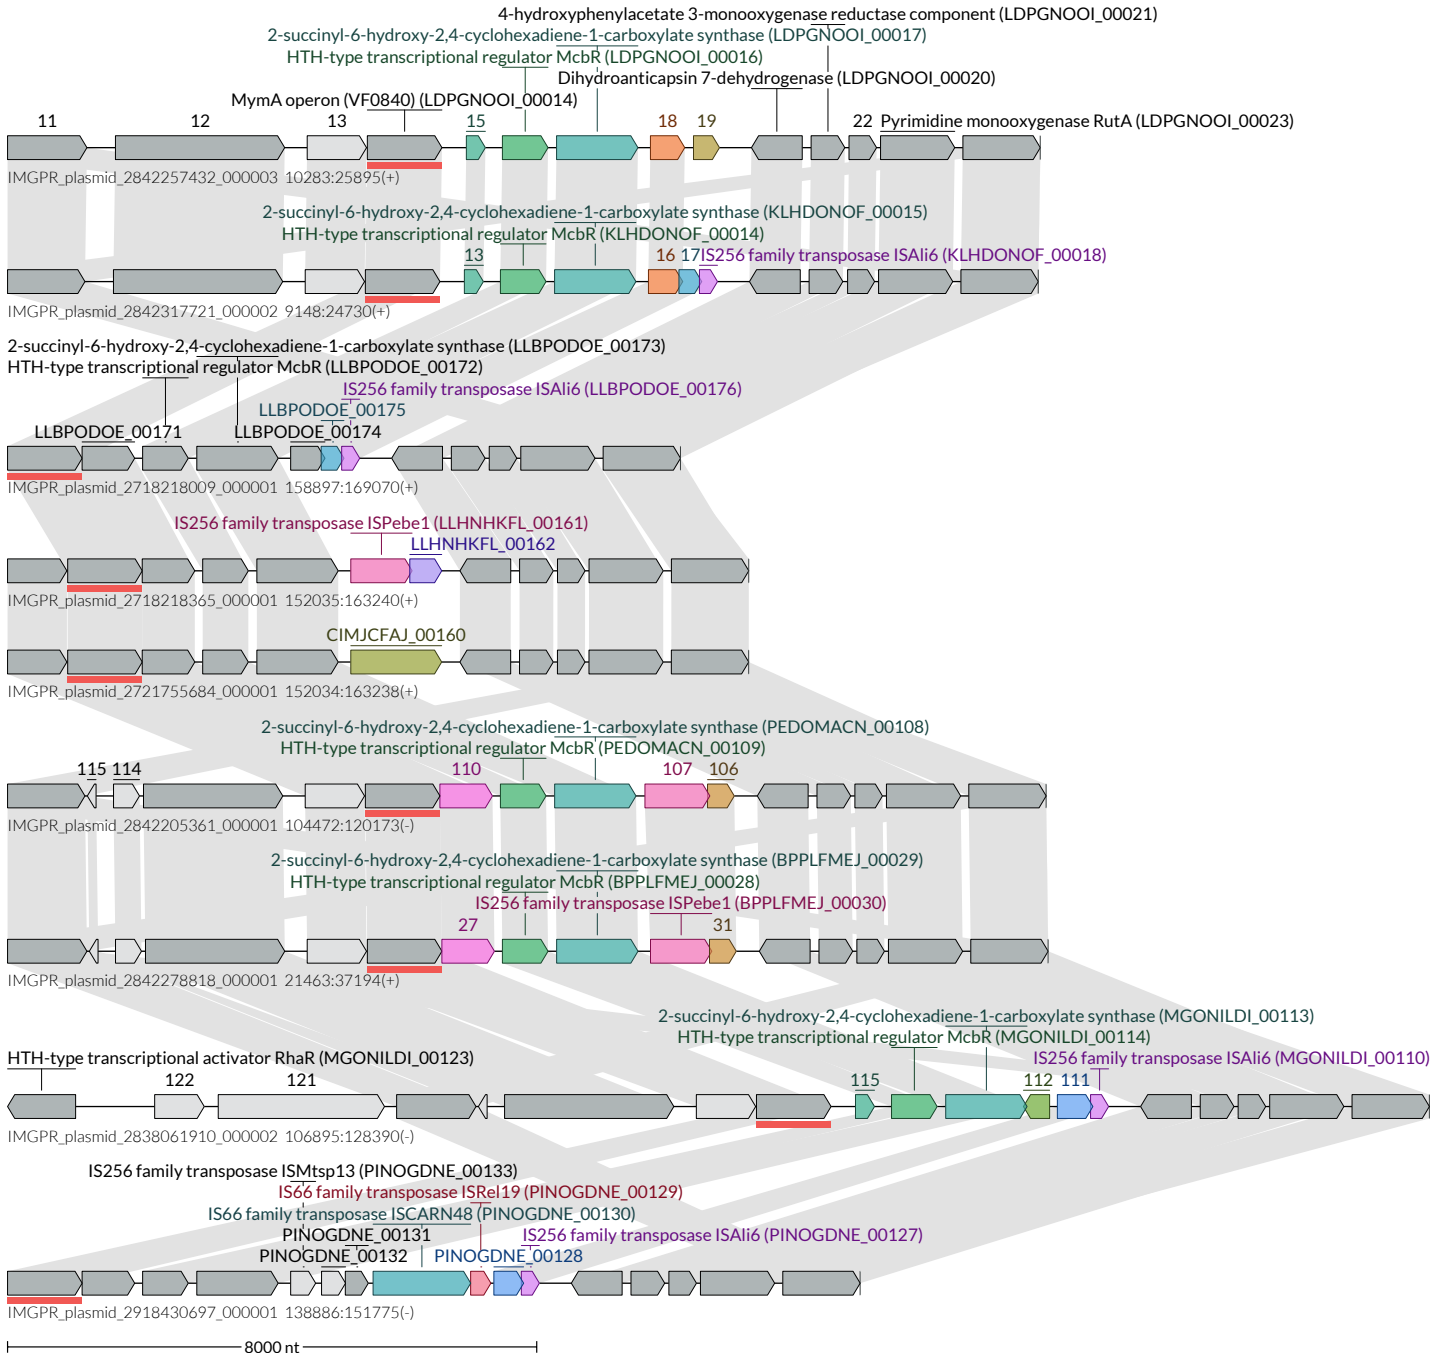 4-hydroxyphenylacetate 3-monooxygenase reductase component (LDPGNOOI_00021)
2-succinyl-6-hydroxy-2,4-cyclohexadiene-1-carboxylate synthase (LDPGNOOI_00017)
HTH-type transcriptional regulator McbR (LDPGNOOI_00016)
Dihydroanticapsin 7-dehydrogenase (LDPGNOOI_00020)
MymA operon (VF0840) (LDPGNOOI_00014)
11 12 13 15 18 19 22 Pyrimidine monooxygenase RutA (LDPGNOOI_00023)
IMGPR_plasmid_2842257432_000003 10283:25895(+)
2-succinyl-6-hydroxy-2,4-cyclohexadiene-1-carboxylate synthase (KLHDONOF_00015)
HTH-type transcriptional regulator McbR (KLHDONOF_00014)
13 16 17 IS256 family transposase ISAli6 (KLHDONOF_00018)
IMGPR_plasmid_2842317721_000002 9148:24730(+)
2-succinyl-6-hydroxy-2,4-cyclohexadiene-1-carboxylate synthase (LLBPODOE_00173)
HTH-type transcriptional regulator McbR (LLBPODOE_00172)
IS256 family transposase ISAli6 (LLBPODOE_00176)
LLBPODOE_00175
LLBPODOE_00171 LLBPODOE_00174
IMGPR_plasmid_2718218009_000001 158897:169070(+)
IS256 family transposase ISPebe1 (LLHNHKFL_00161)
LLHNHKFL_00162
IMGPR_plasmid_2718218365_000001 152035:163240(+)
CIMJCFAJ_00160
IMGPR_plasmid_2721755684_000001 152034:163238(+)
2-succinyl-6-hydroxy-2,4-cyclohexadiene-1-carboxylate synthase (PEDOMACN_00108)
HTH-type transcriptional regulator McbR (PEDOMACN_00109)
115 114 110 107 106
IMGPR_plasmid_2842205361_000001 104472:120173(-)
2-succinyl-6-hydroxy-2,4-cyclohexadiene-1-carboxylate synthase (BPPLFMEJ_00029)
HTH-type transcriptional regulator McbR (BPPLFMEJ_00028)
IS256 family transposase ISPebe1 (BPPLFMEJ_00030)
27 31
IMGPR_plasmid_2842278818_000001 21463:37194(+)
2-succinyl-6-hydroxy-2,4-cyclohexadiene-1-carboxylate synthase (MGONILDI_00113)
HTH-type transcriptional regulator McbR (MGONILDI_00114)
HTH-type transcriptional activator RhaR (MGONILDI_00123) IS256 family transposase ISAli6 (MGONILDI_00110)
122 121 115 112 111
IMGPR_plasmid_2838061910_000002 106895:128390(-)
IS256 family transposase ISMtsp13 (PINOGDNE_00133)
IS66 family transposase ISRel19 (PINOGDNE_00129)
IS66 family transposase ISCARN48 (PINOGDNE_00130)
PINOGDNE_00131 IS256 family transposase ISAli6 (PINOGDNE_00127)
PINOGDNE_00132 PINOGDNE_00128
IMGPR_plasmid_2918430697_000001 138886:151775(-)
8000 nt